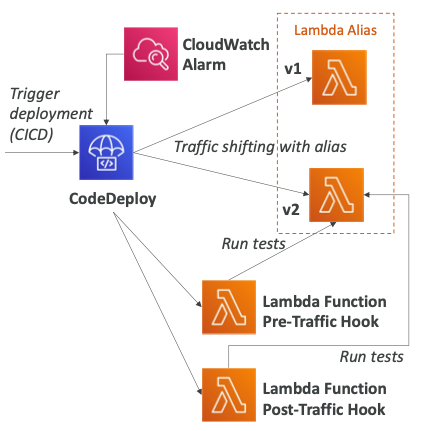 Lambda Alias
CloudWatch
Alarm
v1
Trigger
deployment
(CICD)
Traffic shifting with alias
CodeDeploy
v2
Run tests
Lambda Function
Pre-Traffic Hook
Run tests
Lambda Function
Post-Traffic Hook